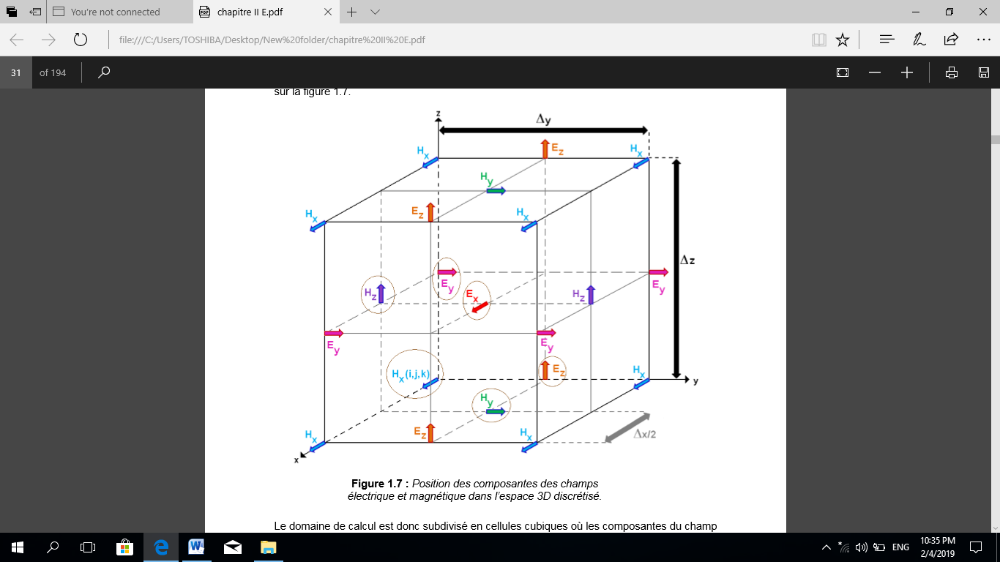 You're not connected
chapitre II E.pdf
file:///C:/Users/TOSHIBA/Desktop/New%20folder/chapitre%20II%20E.pdf
31 of 194
sur la figure 1.7.
z
Δy
Hx
Ez
Hx
Hy
Hx
Ez
Hx
Δz
Hz
Ey
Ex
Hz
Ey
Ey
Ey
Hx(i,j,k)
Ez
Hx
y
Hy
Hx
Ez
Hx
Δx/2
x
Figure 1.7 : Position des composantes des champs
électrique et magnétique dans l'espace 3D discrétisé.
Le domaine de calcul est donc subdivisé en cellules cubiques où les composantes du champ
ENG
10:35 PM
2/4/2019